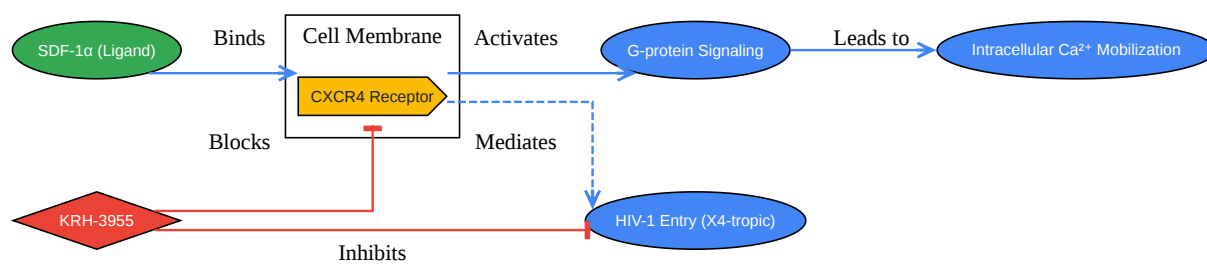 SDF-1α (Ligand)
Binds
Cell Membrane
CXCR4 Receptor
Activates
G-protein Signaling
Leads to
Intracellular Ca²⁺ Mobilization
Blocks
Mediates
KRH-3955
Inhibits
HIV-1 Entry (X4-tropic)